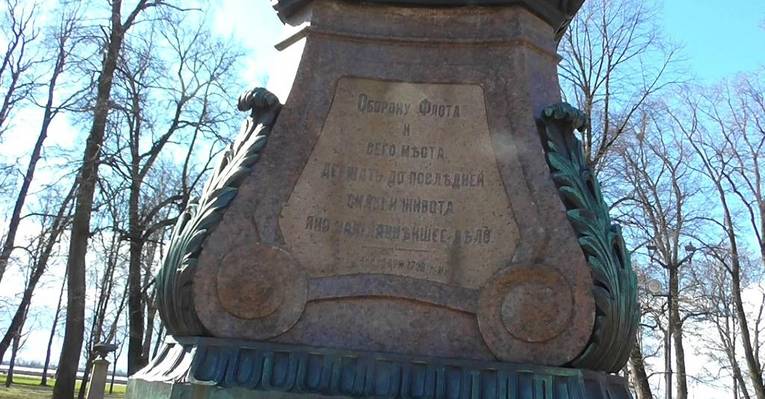 Оборону Флота
и
сего мѣста
держать до послѣдней
силы и живота
яко наиглавнѣйшее дѣло.